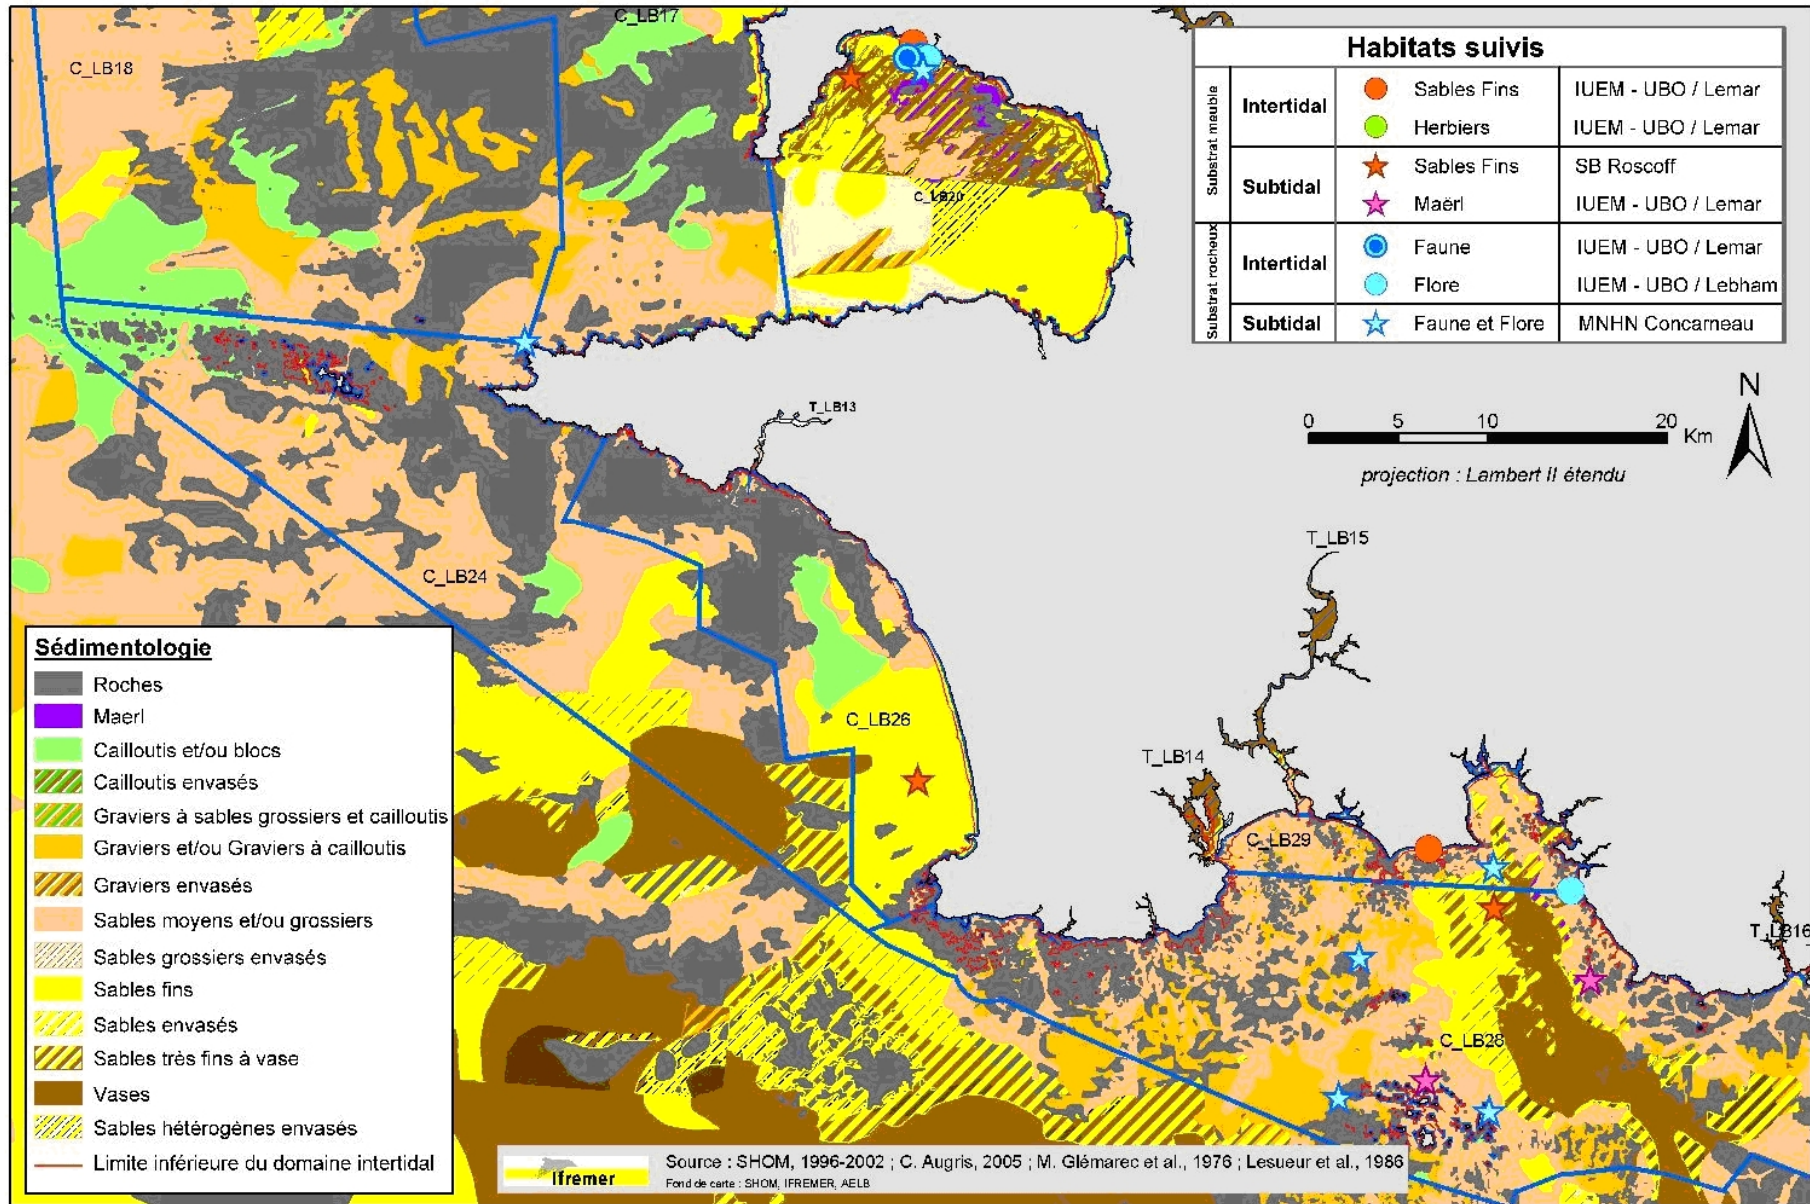 C_LB17
C_LB18
C_LB20
T_LB13
C_LB24
T_LB15
C_LB26
T_LB14
C_LB29
T_LB16
C_LB28
Habitats suivis
Substrat meuble
Intertidal
Sables Fins IUEM - UBO / Lemar
Herbiers IUEM - UBO / Lemar
Subtidal
Sables Fins SB Roscoff
Maërl IUEM - UBO / Lemar
Substrat rocheux
Intertidal
Faune IUEM - UBO / Lemar
Flore IUEM - UBO / Lebham
Subtidal Faune et Flore MNHN Concarneau
0 5 10 20 Km
N
projection : Lambert II étendu
Sédimentologie
Roches
Maerl
Cailloutis et/ou blocs
Cailloutis envasés
Graviers à sables grossiers et cailloutis
Graviers et/ou Graviers à cailloutis
Graviers envasés
Sables moyens et/ou grossiers
Sables grossiers envasés
Sables fins
Sables envasés
Sables très fins à vase
Vases
Sables hétérogènes envasés
Limite inférieure du domaine intertidal
Ifremer
Source : SHOM, 1996-2002 ; C. Augris, 2005 ; M. Glémarec et al., 1976 ; Lesueur et al., 1986
Fond de carte : SHOM, IFREMER, AELB